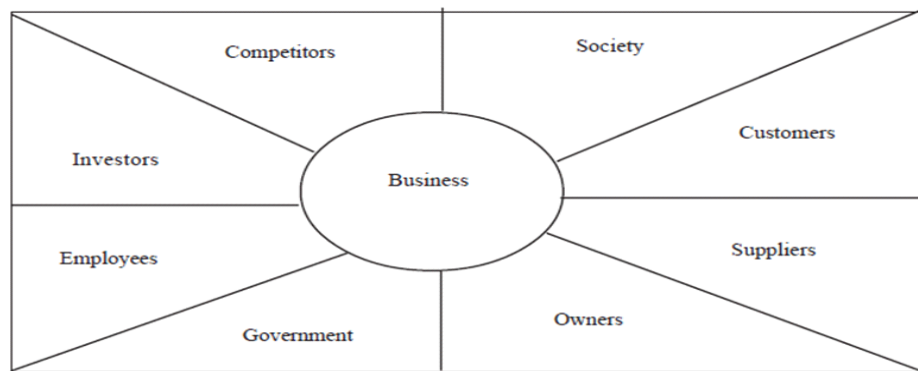 Competitors
Society
Investors
Customers
Business
Employees
Suppliers
Government
Owners